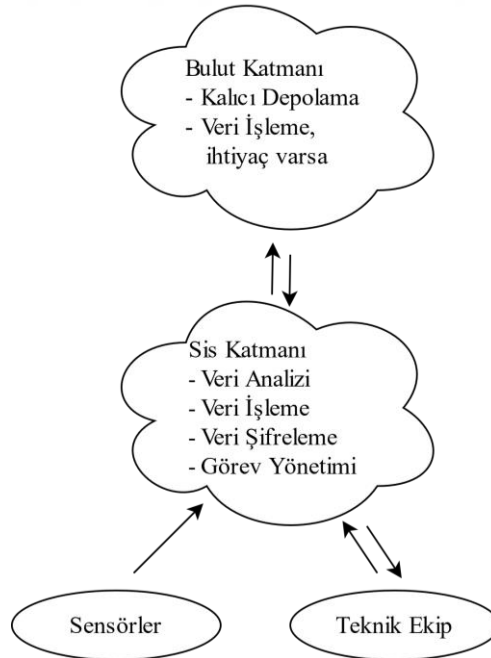 Bulut Katmanı
- Kalıcı Depolama
- Veri İşleme,
ihtiyaç varsa
Sis Katmanı
- Veri Analizi
- Veri İşleme
- Veri Şifreleme
- Görev Yönetimi
Sensörler
Teknik Ekip